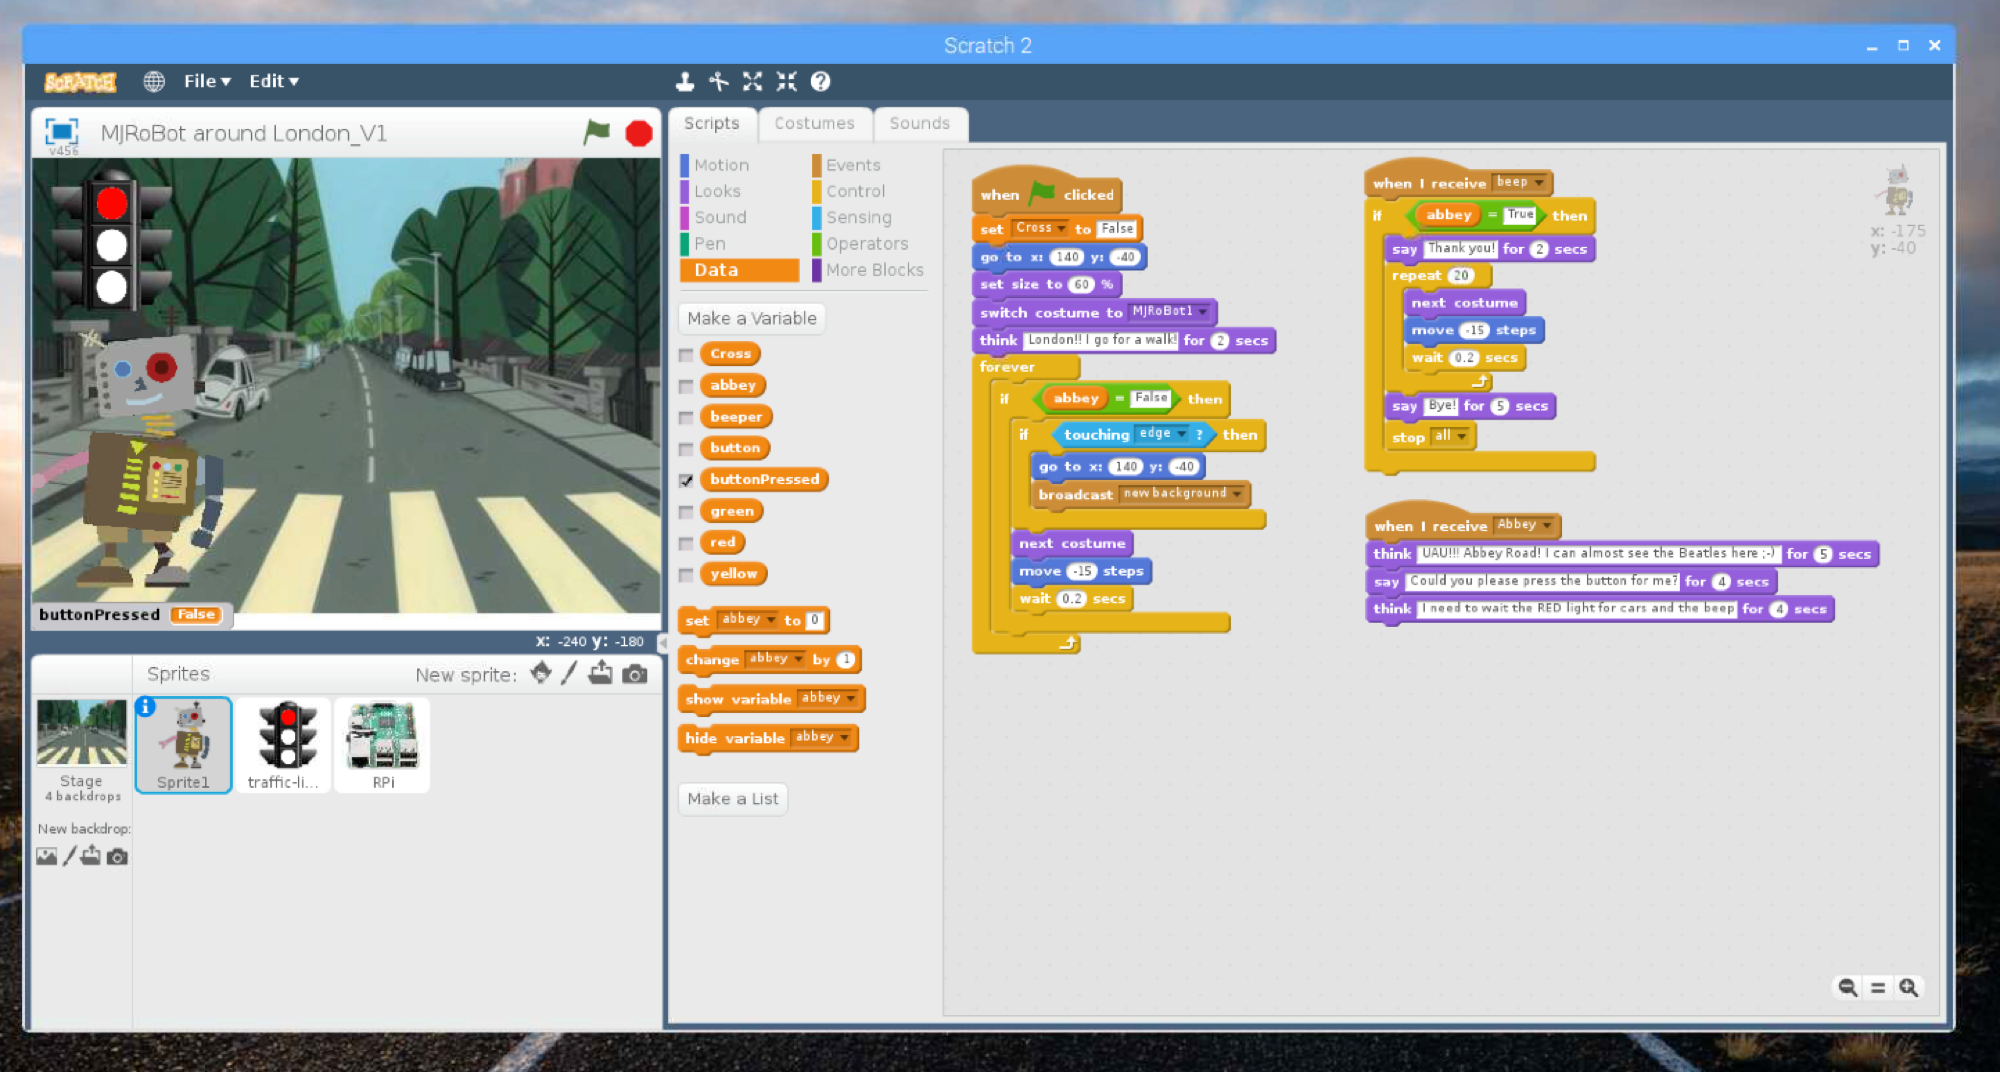 Scratch 2
SCRATCH
File Edit
MJRoBot around London_V1
v456
buttonPressed False
x: -240 y: -180
Sprites
New sprite:
Stage
4 backdrops
New backdrop:
Sprite1
traffic-li...
RPi
Scripts Costumes Sounds
Motion Events
Looks Control
Sound Sensing
Pen Operators
Data More Blocks
Make a Variable
Cross
abbey
beeper
button
buttonPressed
green
red
yellow
set abbey to 0
change abbey by 1
show variable abbey
hide variable abbey
Make a List
when clicked
set Cross to False
go to x: 140 y: -40
set size to 60 %
switch costume to MJRoBot1
think London!! I go for a walk! for 2 secs
forever
if abbey = False then
if touching edge ? then
go to x: 140 y: -40
broadcast new background
next costume
move -15 steps
wait 0.2 secs
when I receive beep
if abbey = True then
say Thank you! for 2 secs
repeat 20
next costume
move -15 steps
wait 0.2 secs
say Bye! for 5 secs
stop all
when I receive Abbey
think UAU!!! Abbey Road! I can almost see the Beatles here ;-) for 5 secs
say Could you please press the button for me? for 4 secs
think I need to wait the RED light for cars and the beep for 4 secs
x: -175
y: -40